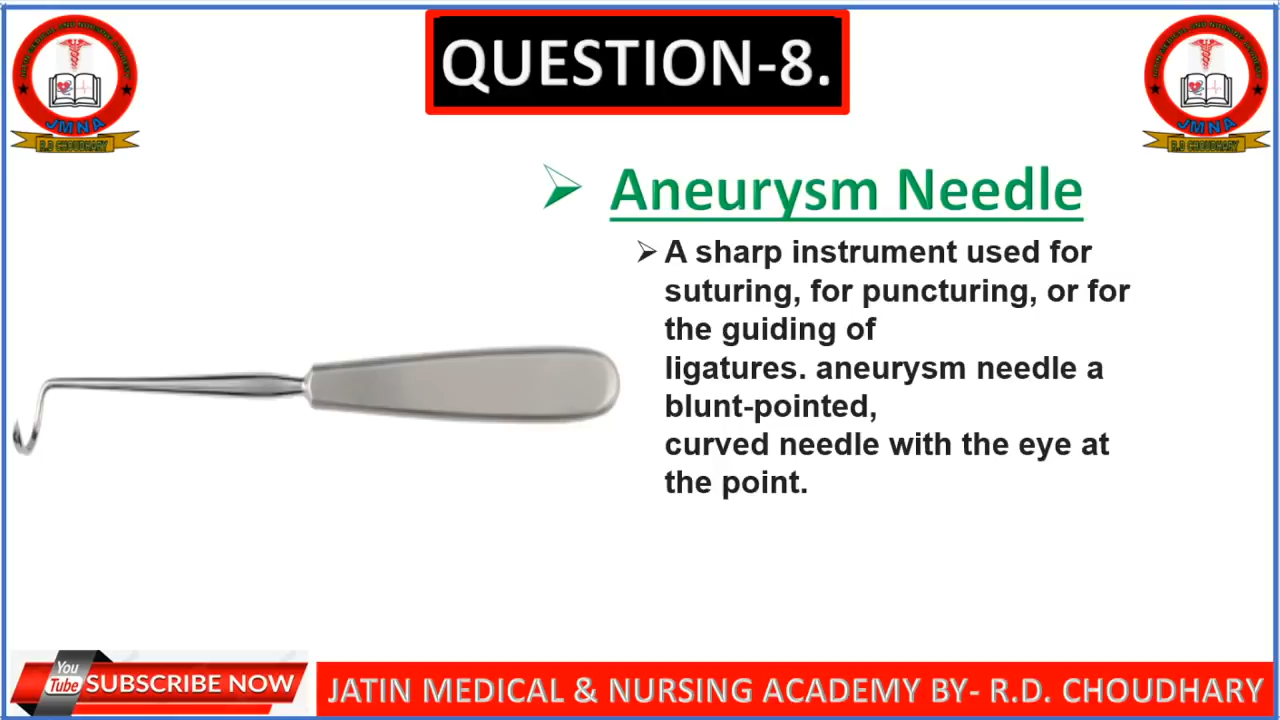 QUESTION-8.
JMNA
R.D CHOUDHARY
JMNA
R.D CHOUDHARY
Aneurysm Needle
A sharp instrument used for
suturing, for puncturing, or for
the guiding of
ligatures. aneurysm needle a
blunt-pointed,
curved needle with the eye at
the point.
You
Tube SUBSCRIBE NOW
JATIN MEDICAL & NURSING ACADEMY BY- R.D. CHOUDHARY